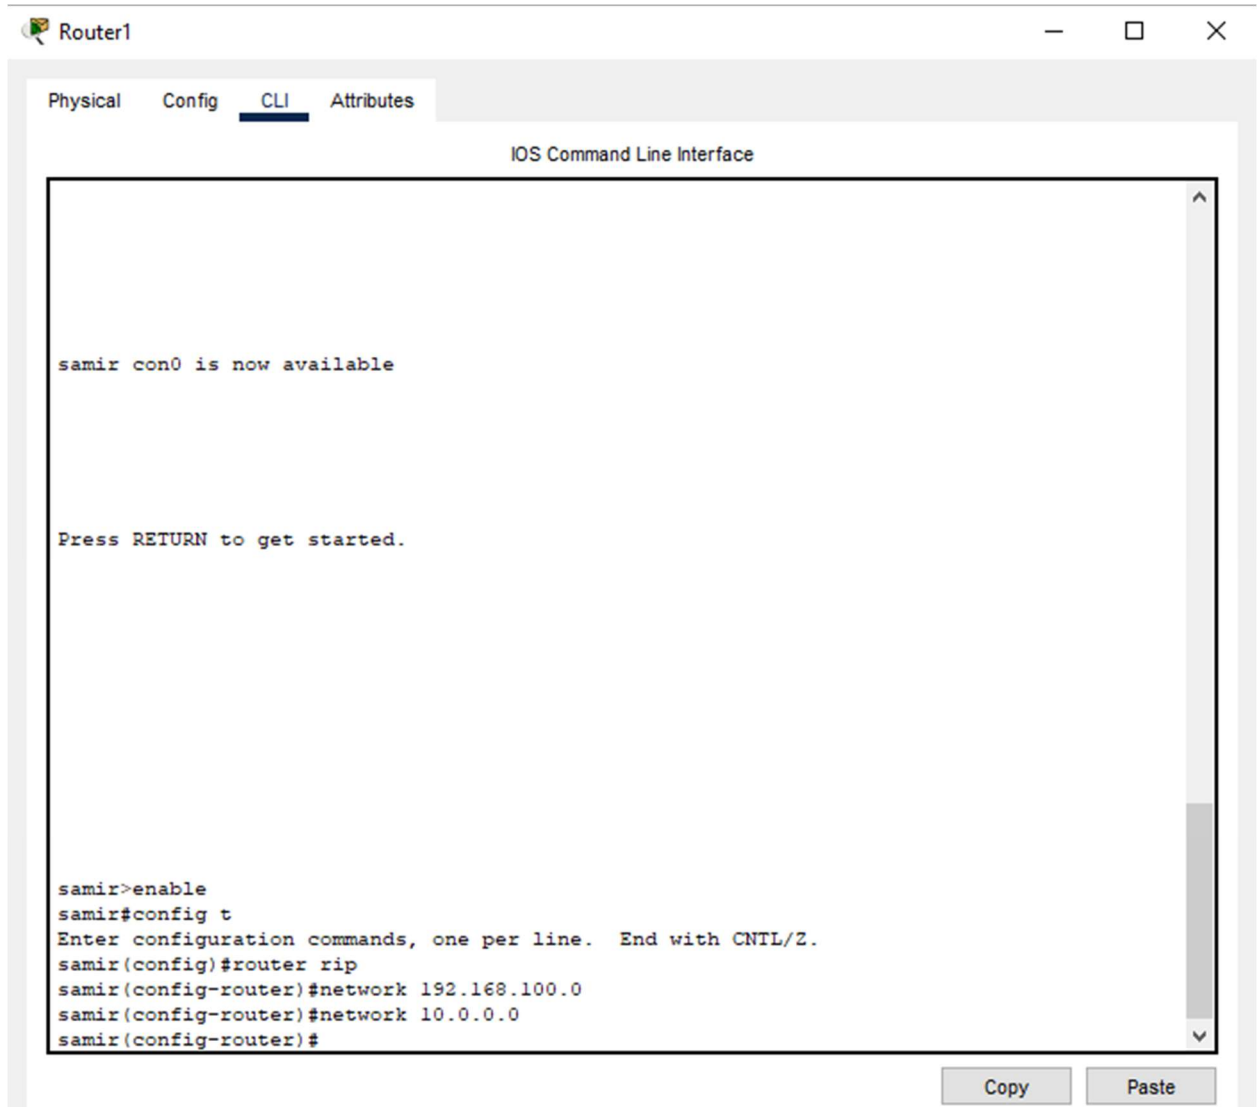 Router1
Physical Config CLI Attributes
IOS Command Line Interface
samir con0 is now available
Press RETURN to get started.
samir>enable
samir#config t
Enter configuration commands, one per line.  End with CNTL/Z.
samir(config)#router rip
samir(config-router)#network 192.168.100.0
samir(config-router)#network 10.0.0.0
samir(config-router)#
Copy Paste